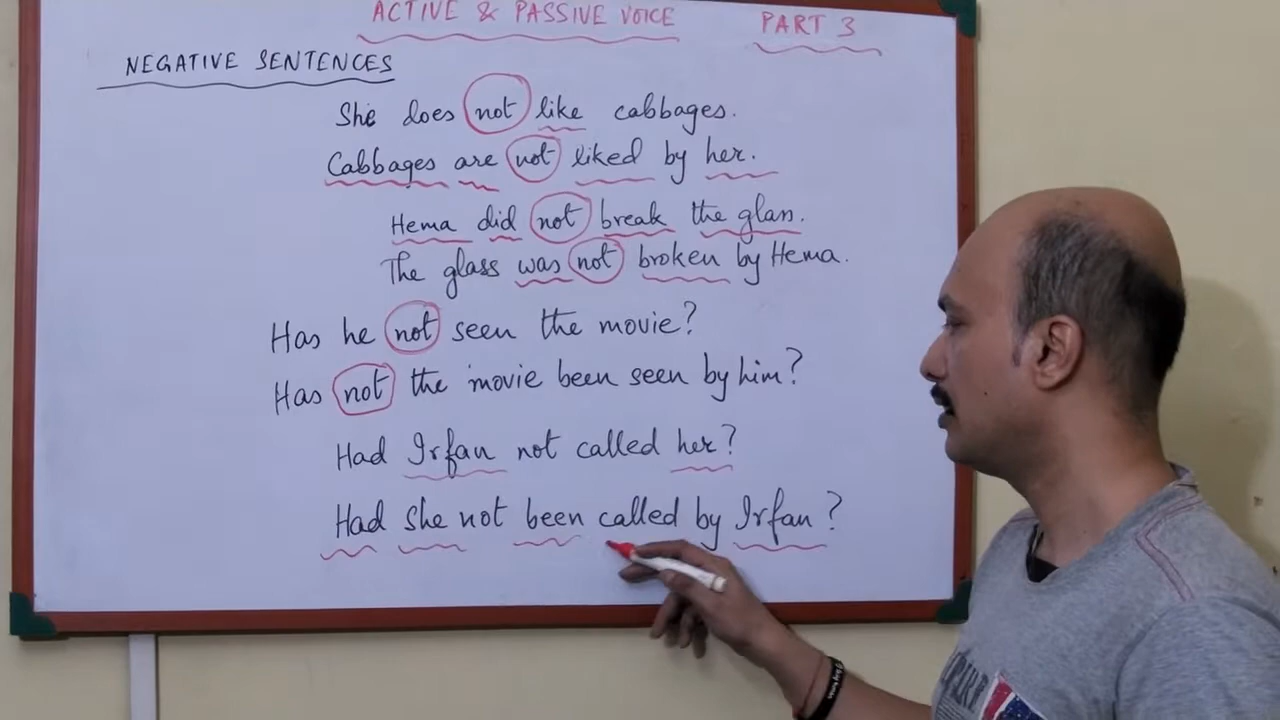 ACTIVE & PASSIVE VOICE PART 3
NEGATIVE SENTENCES
She does not like cabbages.
Cabbages are not liked by her.
Hema did not break the glass.
The glass was not broken by Hema.
Has he not seen the movie?
Has not the movie been seen by him?
Had Irfan not called her?
Had she not been called by Irfan?